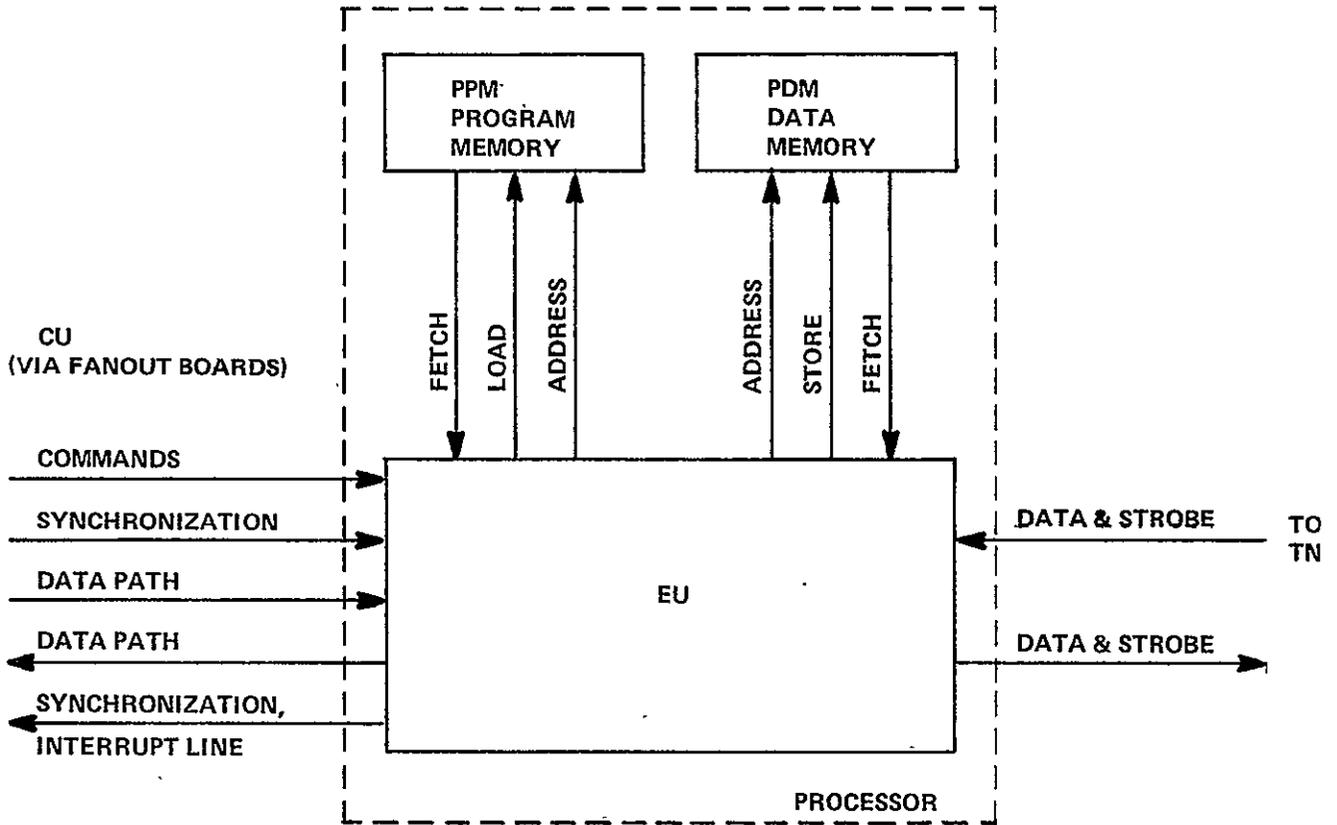 PPM
PROGRAM
MEMORY
PDM
DATA
MEMORY
FETCH
LOAD
ADDRESS
ADDRESS
STORE
FETCH
CU
(VIA FANOUT BOARDS)
COMMANDS
SYNCHRONIZATION
DATA PATH
DATA PATH
SYNCHRONIZATION,
INTERRUPT LINE
EU
DATA & STROBE
TO
TN
DATA & STROBE
PROCESSOR